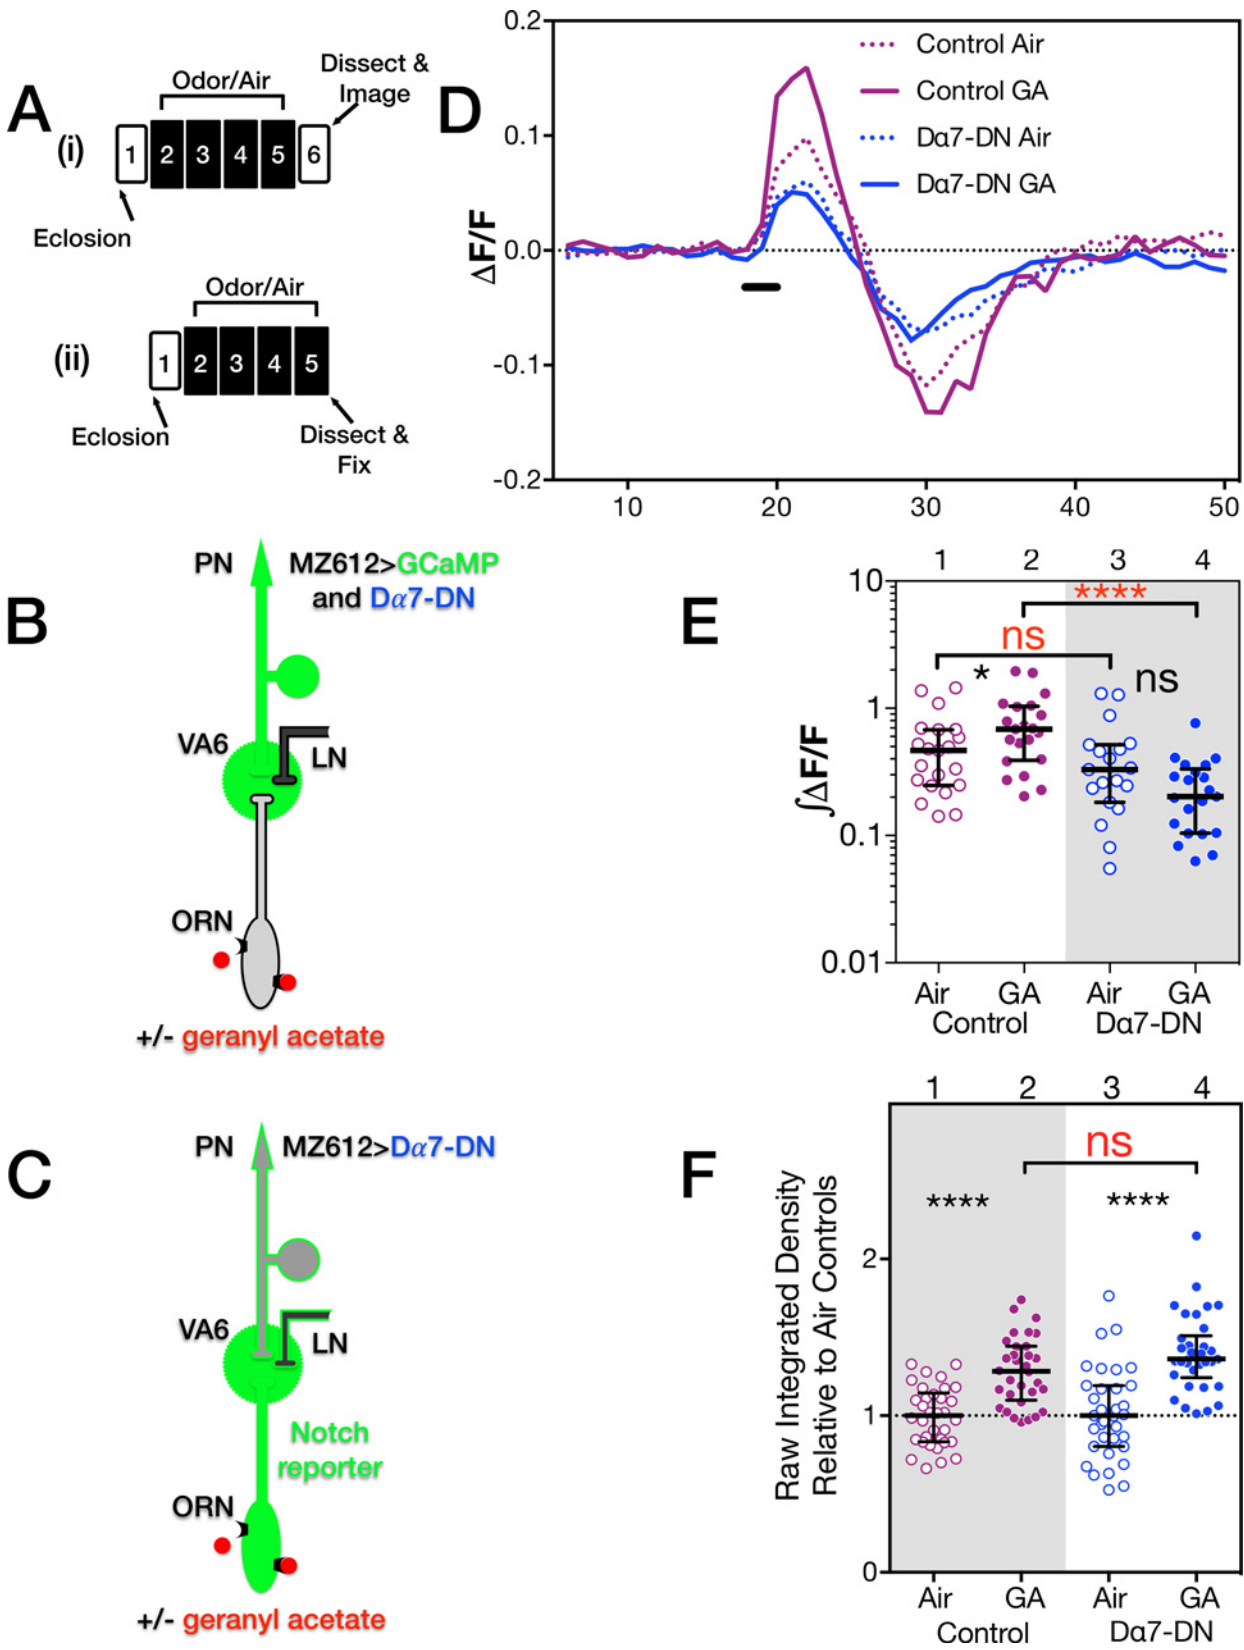 A
(i)
Odor/Air
Dissect &
Image
1 2 3 4 5 6
Eclosion
(ii)
Odor/Air
1 2 3 4 5
Eclosion
Dissect &
Fix
B
PN
MZ612>GCaMP
and Dα7-DN
VA6
LN
ORN
+/- geranyl acetate
C
PN
MZ612>Dα7-DN
VA6
LN
Notch
reporter
ORN
+/- geranyl acetate
D
ΔF/F
0.2
0.1
0.0
-0.1
-0.2
10 20 30 40 50
Control Air
Control GA
Dα7-DN Air
Dα7-DN GA
E
1 2 3 4
∫ΔF/F
10
1
0.1
0.01
****
ns
*
ns
Air GA Air GA
Control Dα7-DN
F
1 2 3 4
Raw Integrated Density
Relative to Air Controls
2
1
0
ns
**** ****
Air GA Air GA
Control Dα7-DN